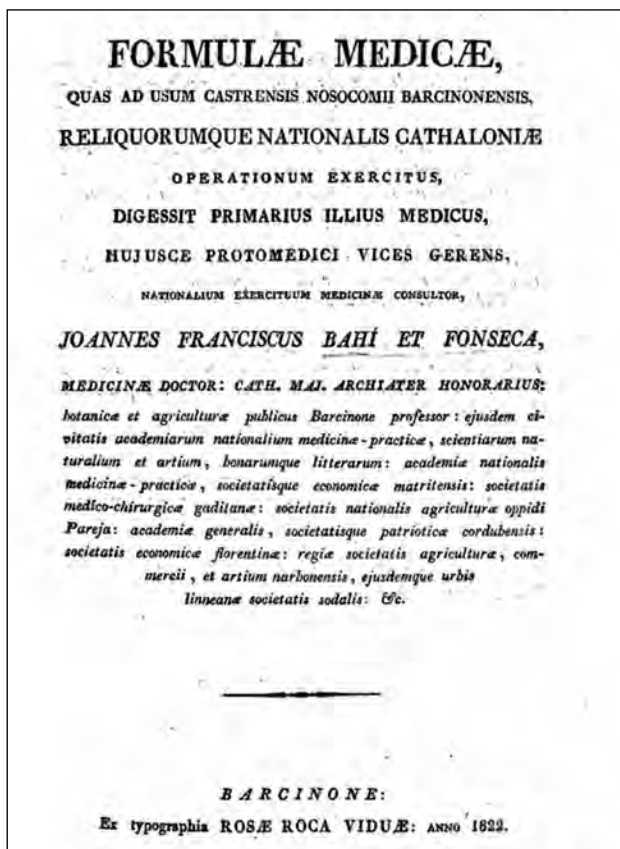 FORMULÆ MEDICÆ,
QUAS AD USUM CASTRENSIS NOSOCOMII BARCINONENSIS,
RELIQUORUMQUE NATIONALIS CATHALONIÆ
OPERATIONUM EXERCITUS,
DIGESSIT PRIMARIUS ILLIUS MEDICUS,
HUJUSCE PROTOMEDICI VICES GERENS,
NATIONALIUM EXERCITUUM MEDICINÆ CONSULTOR,
JOANNES FRANCISCUS BAHÍ ET FONSECA,
MEDICINÆ DOCTOR: CATH. MAJ. ARCHIATER HONORARIUS:
botanicæ et agriculturæ publicus Barcinone professor : ejusdem ci-
vitatis academiarum nationalium medicinæ-practicæ, scientiarum na-
turalium et artium, bonarumque litterarum: academiæ nationalis
medicinæ-practicæ, societatisque economicæ matritensis: societatis
medico-chirurgicæ gaditanæ: societatis nationalis agriculturæ oppidi
Pareja: academiæ generalis, societatisque patrioticæ cordubensis:
societatis economicæ florentinæ: regiæ societatis agriculturæ, com-
mercii, et artium narbonensis, ejusdemque urbis
linneanæ societatis sodalis: &c.
BARCINONE:
Ex typographia ROSÆ ROCA VIDUÆ: ANNO 1822.